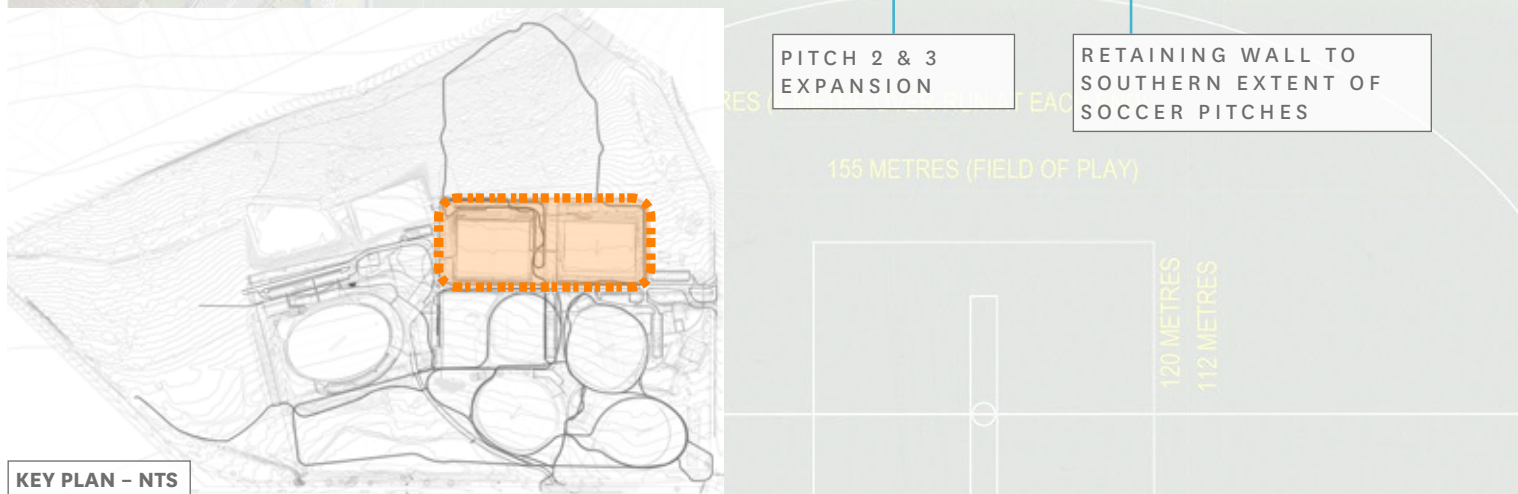 PITCH 2 & 3
EXPANSION
RETAINING WALL TO
SOUTHERN EXTENT OF
SOCCER PITCHES
155 METRES (FIELD OF PLAY)
120 METRES
112 METRES
KEY PLAN – NTS